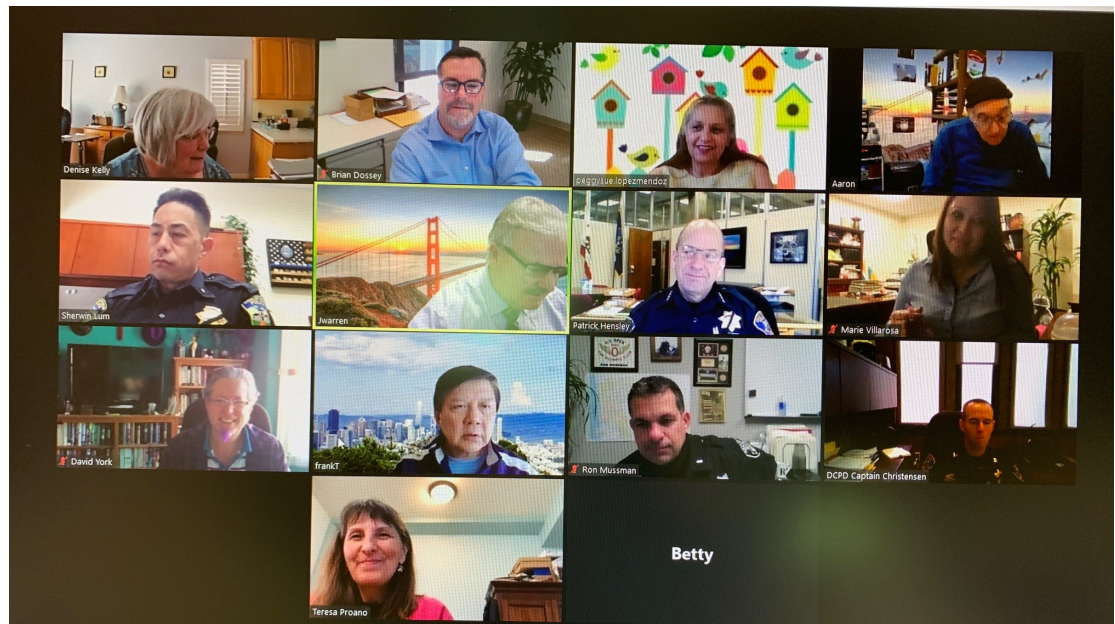 Denise Kelly
Brian Dossey
peggysue lopezmendoz
Aaron
Sherwin Lum
Jwarren
Patrick Hensley
Marie Villarosa
David York
frankT
Ron Mussman
DCPD Captain Christensen
Teresa Proano
Betty